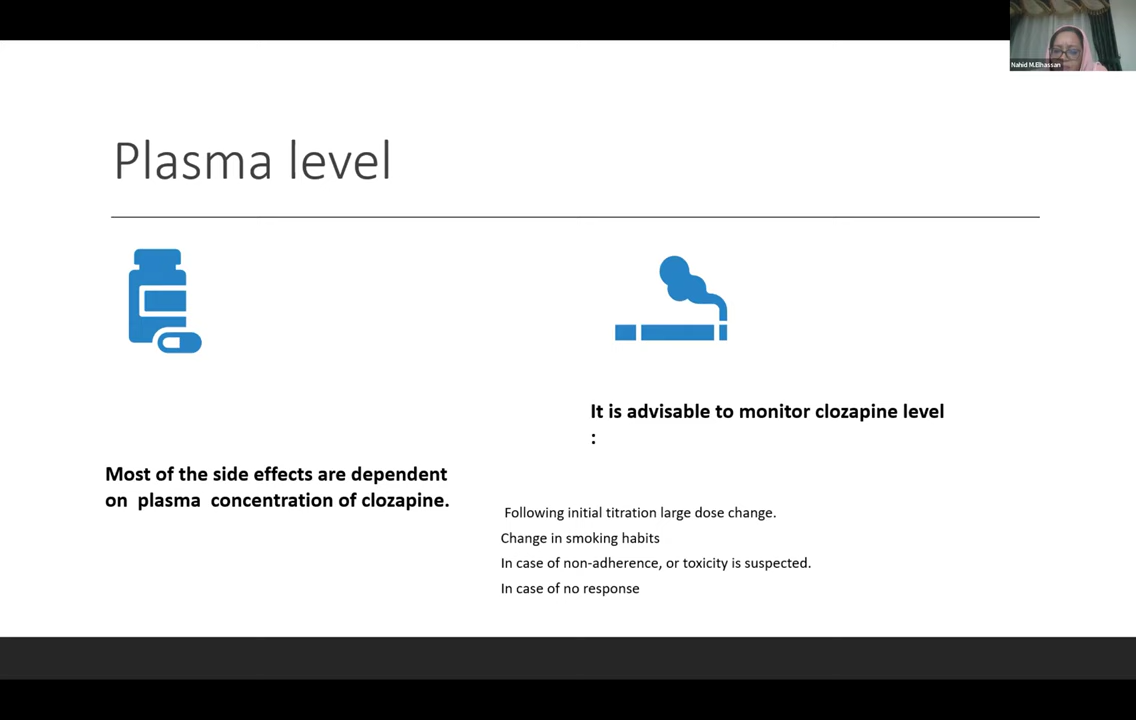 Nahid M.Elhassan
Plasma level
Most of the side effects are dependent
on plasma concentration of clozapine.
It is advisable to monitor clozapine level
:
Following initial titration large dose change.
Change in smoking habits
In case of non-adherence, or toxicity is suspected.
In case of no response